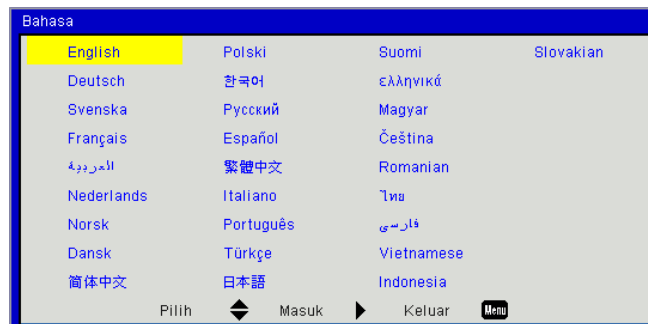 Bahasa
English Polski Suomi Slovakian
Deutsch 한국어 ελληνικά
Svenska Русский Magyar
Français Español Čeština
العربية 繁體中文 Romanian
Nederlands Italiano ไทย
Norsk Português فارسی
Dansk Türkçe Vietnamese
简体中文 日本語 Indonesia
Pilih Masuk Keluar Menu